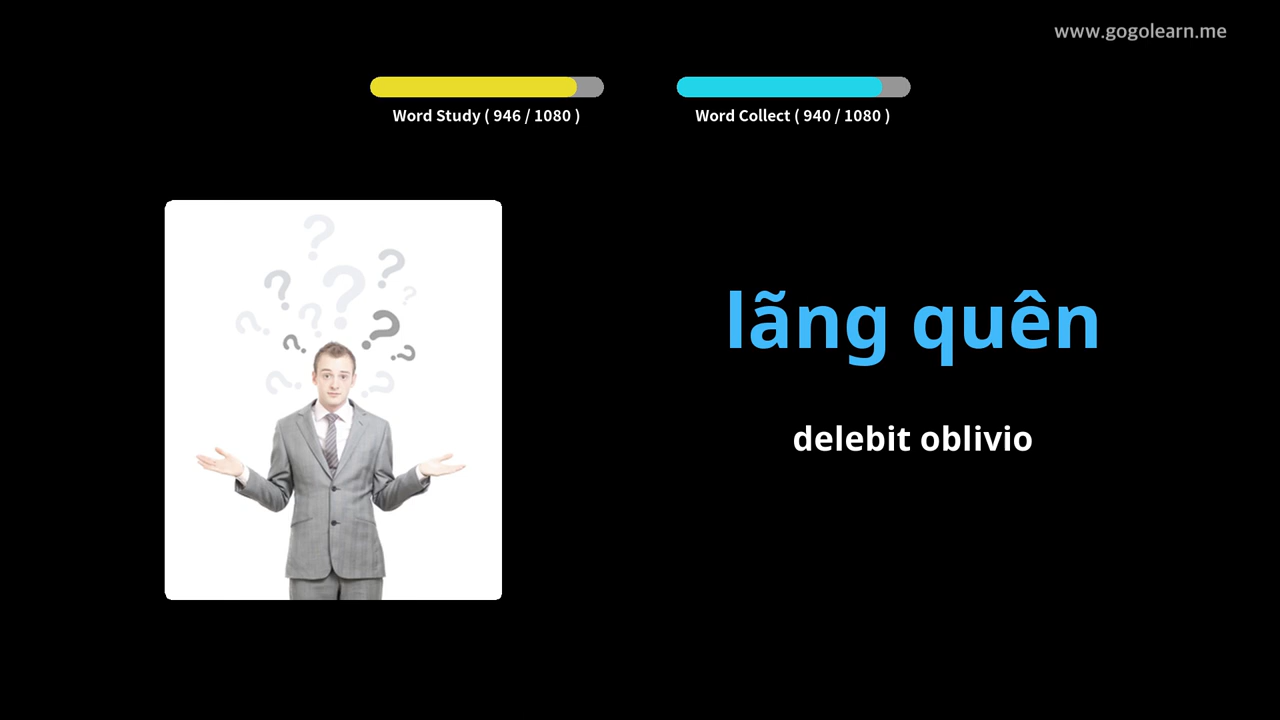 www.gogolearn.me
Word Study ( 946 / 1080 )
Word Collect ( 940 / 1080 )
lãng quên
delebit oblivio